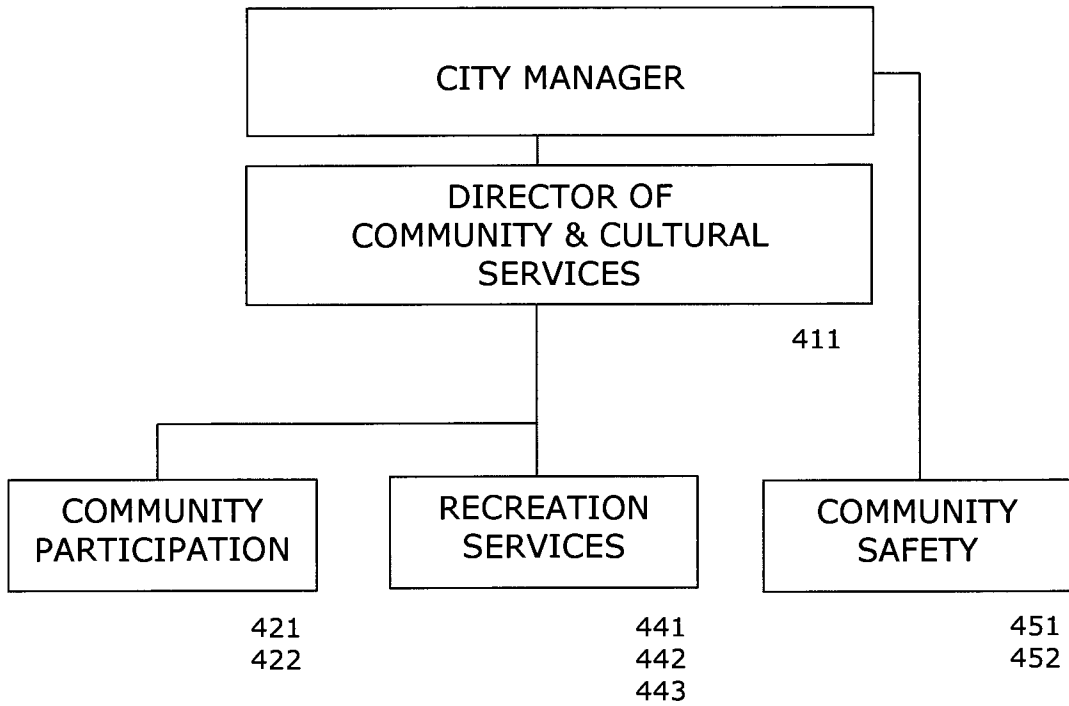 CITY MANAGER
DIRECTOR OF
COMMUNITY & CULTURAL
SERVICES
411
COMMUNITY
PARTICIPATION
421
422
RECREATION
SERVICES
441
442
443
COMMUNITY
SAFETY
451
452